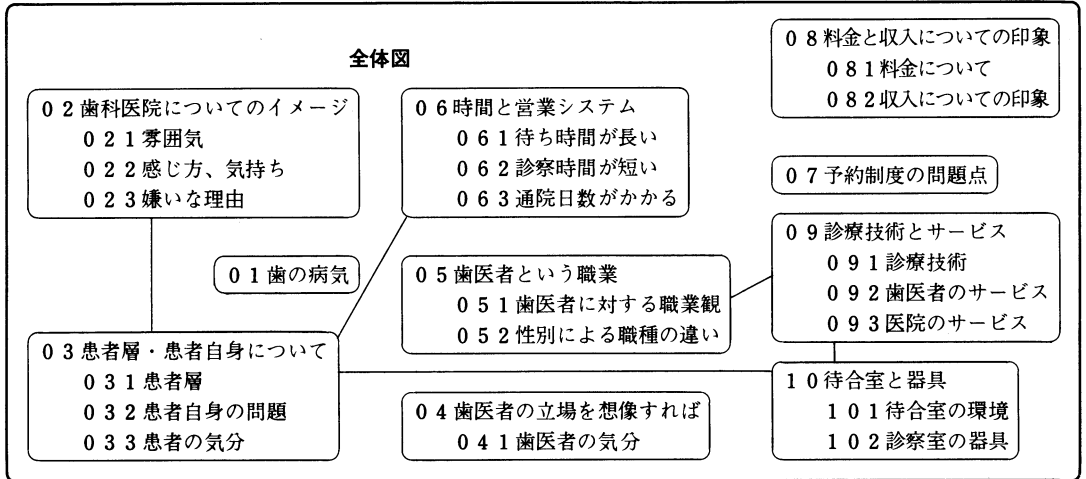 全体図
02歯科医院についてのイメージ
021雰囲気
022感じ方、気持ち
023嫌いな理由
06時間と営業システム
061待ち時間が長い
062診察時間が短い
063通院日数がかかる
08料金と収入についての印象
081料金について
082収入についての印象
07予約制度の問題点
01歯の病気
05歯医者という職業
051歯医者に対する職業観
052性別による職種の違い
09診療技術とサービス
091診療技術
092歯医者のサービス
093医院のサービス
03患者層・患者自身について
031患者層
032患者自身の問題
033患者の気分
04歯医者の立場を想像すれば
041歯医者の気分
10待合室と器具
101待合室の環境
102診察室の器具